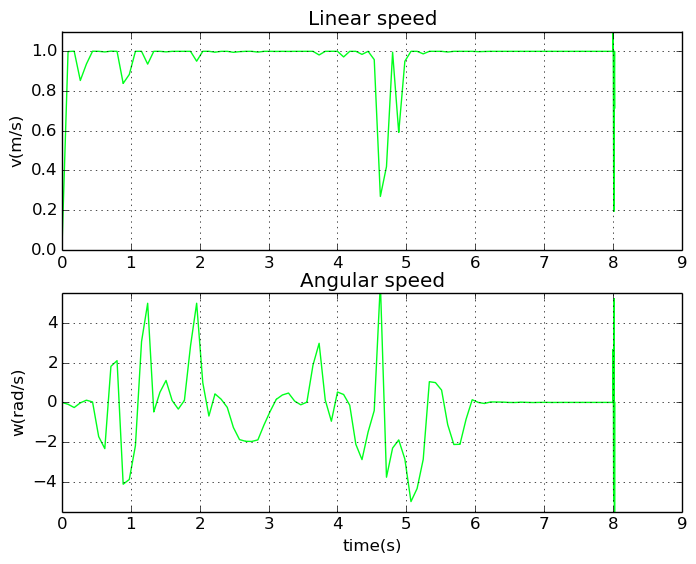 Linear speed
v(m/s)
1.0
0.8
0.6
0.4
0.2
0.0
0 1 2 3 4 5 6 7 8 9
Angular speed
w(rad/s)
4
2
0
−2
−4
0 1 2 3 4 5 6 7 8 9
time(s)